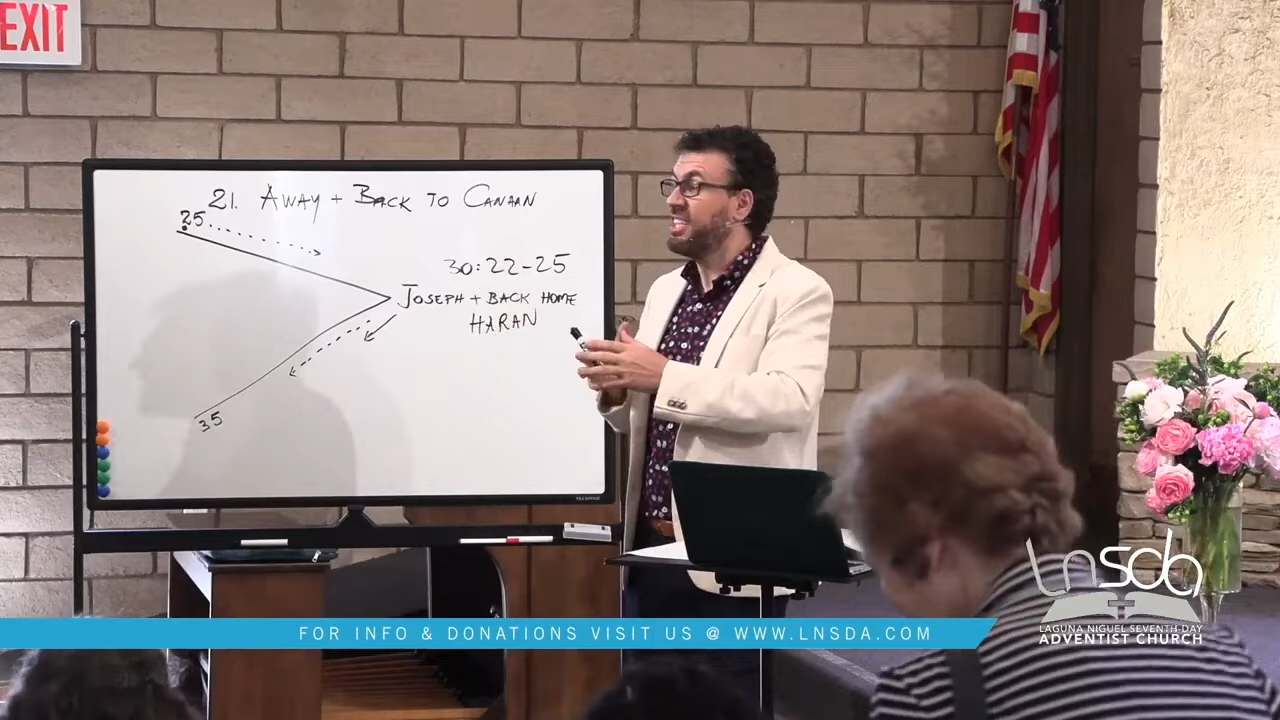 EXIT
21. AWAY + BACK TO CANAAN
25
30:22-25
JOSEPH + BACK HOME
HARAN
35
FOR INFO & DONATIONS VISIT US @ WWW.LNSDA.COM
LNSDA
LAGUNA NIGUEL SEVENTH-DAY
ADVENTIST CHURCH